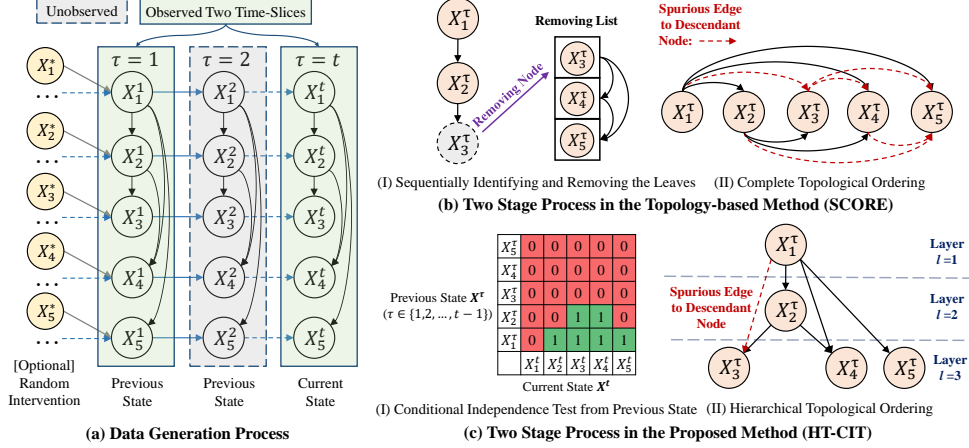 Unobserved
Observed Two Time-Slices
τ = 1
τ = 2
τ = t
X₁*
...
X₂*
...
X₃*
...
X₄*
...
X₅*
...
X₁¹
X₂¹
X₃¹
X₄¹
X₅¹
X₁²
X₂²
X₃²
X₄²
X₅²
X₁ᵗ
X₂ᵗ
X₃ᵗ
X₄ᵗ
X₅ᵗ
[Optional]
Random
Intervention
Previous
State
Previous
State
Current
State
(a) Data Generation Process
X₁^τ
X₂^τ
X₃^τ
Removing Node
Removing List
X₃^τ
X₄^τ
X₅^τ
Spurious Edge
to Descendant
Node:
X₁^τ X₂^τ X₃^τ X₄^τ X₅^τ
(I) Sequentially Identifying and Removing the Leaves
(II) Complete Topological Ordering
(b) Two Stage Process in the Topology-based Method (SCORE)
Previous State X^τ
(τ ∈ {1,2, … , t − 1})
X₅^τ 0 0 0 0 0
X₄^τ 0 0 0 0 0
X₃^τ 0 0 0 0 0
X₂^τ 0 0 1 1 0
X₁^τ 0 1 1 1 1
X₁ᵗ X₂ᵗ X₃ᵗ X₄ᵗ X₅ᵗ
Current State Xᵗ
(I) Conditional Independence Test from Previous State
X₁^τ
Layer
l =1
Spurious Edge
to Descendant
Node
X₂^τ
Layer
l =2
X₃^τ X₄^τ X₅^τ
Layer
l =3
(II) Hierarchical Topological Ordering
(c) Two Stage Process in the Proposed Method (HT-CIT)